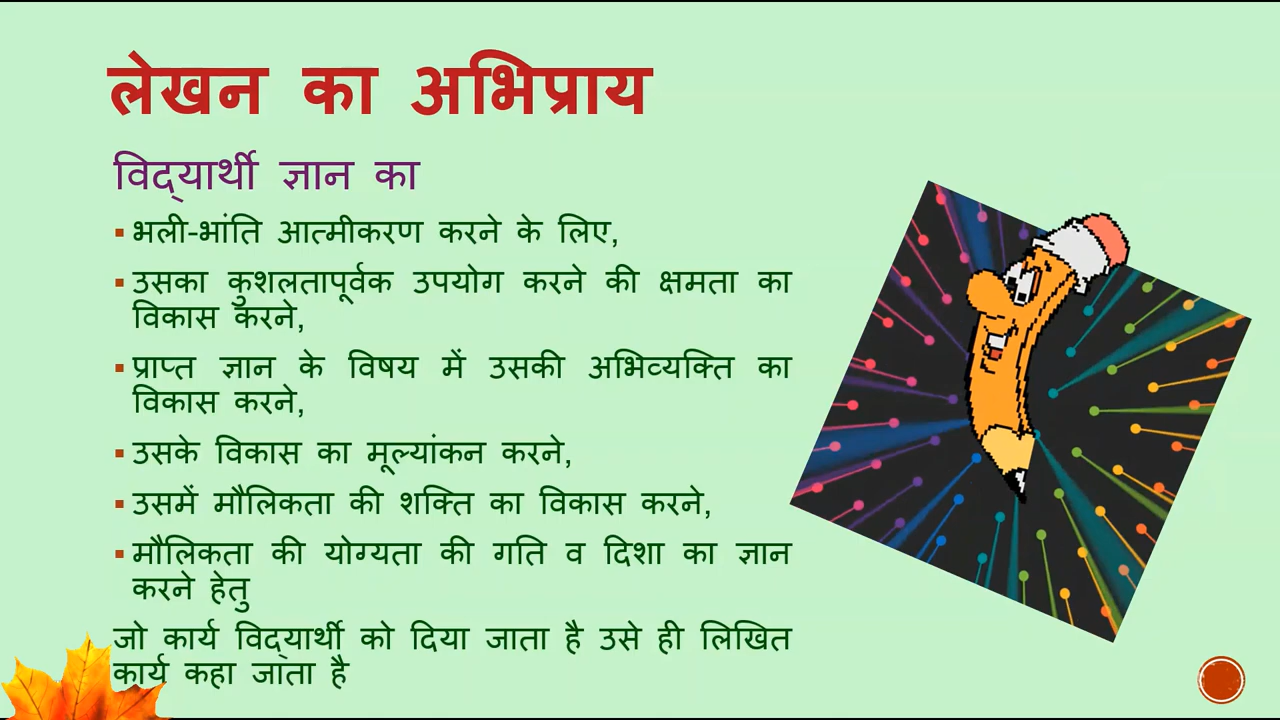 लेखन का अभिप्राय
विद्‌यार्थी ज्ञान का
▪ भली-भांति आत्मीकरण करने के लिए,
▪ उसका कुशलतापूर्वक उपयोग करने की क्षमता का
विकास करने,
▪ प्राप्त ज्ञान के विषय में उसकी अभिव्यक्ति का
विकास करने,
▪ उसके विकास का मूल्यांकन करने,
▪ उसमें मौलिकता की शक्ति का विकास करने,
▪ मौलिकता की योग्यता की गति व दिशा का ज्ञान
करने हेतु
जो कार्य विद्‌यार्थी को दिया जाता है उसे ही लिखित
कार्य कहा जाता है